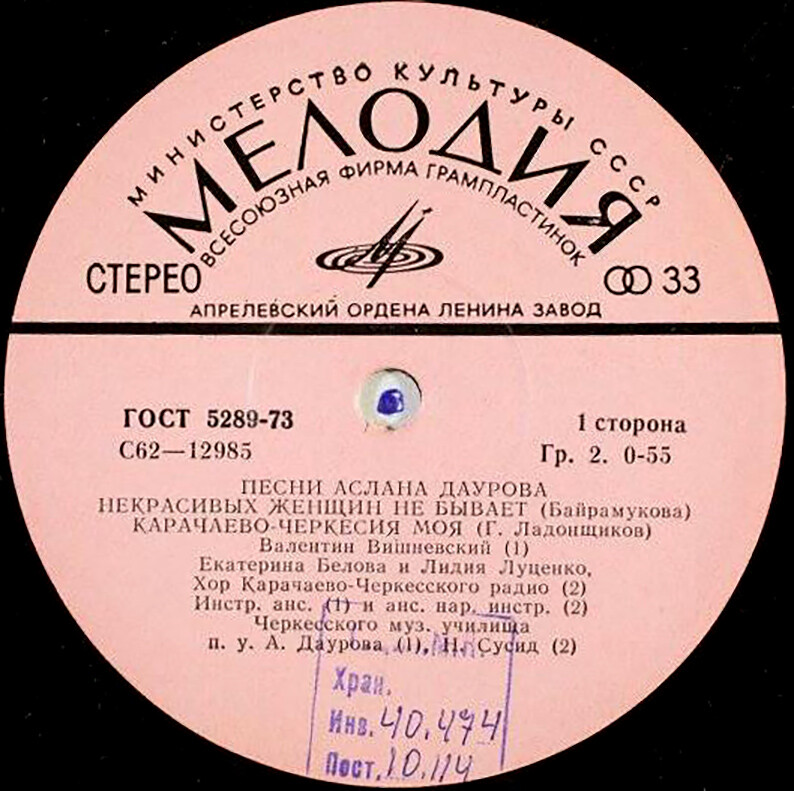 МИНИСТЕРСТВО КУЛЬТУРЫ СССР
МЕЛОДИЯ
ВСЕСОЮЗНАЯ ФИРМА ГРАМПЛАСТИНОК
СТЕРЕО
33
АПРЕЛЕВСКИЙ ОРДЕНА ЛЕНИНА ЗАВОД
ГОСТ 5289-73
1 сторона
С62—12985
Гр. 2. 0-55
ПЕСНИ АСЛАНА ДАУРОВА
НЕКРАСИВЫХ ЖЕНЩИН НЕ БЫВАЕТ (Байрамукова)
КАРАЧАЕВО-ЧЕРКЕСИЯ МОЯ (Г. Ладонщиков)
Валентин Вишневский (1)
Екатерина Белова и Лидия Луценко,
Хор Карачаево-Черкесского радио (2)
Инстр. анс. (1) и анс. нар. инстр. (2)
Черкесского муз. училища
п. у. А. Даурова (1), Н. Сусид (2)
Хран.
Инв. 40.474
Пост. 10.114